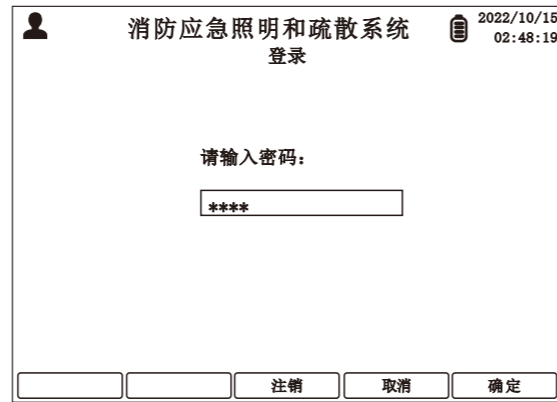 消防应急照明和疏散系统
2022/10/15
02:48:19
登录
请输入密码：
****
注销
取消
确定